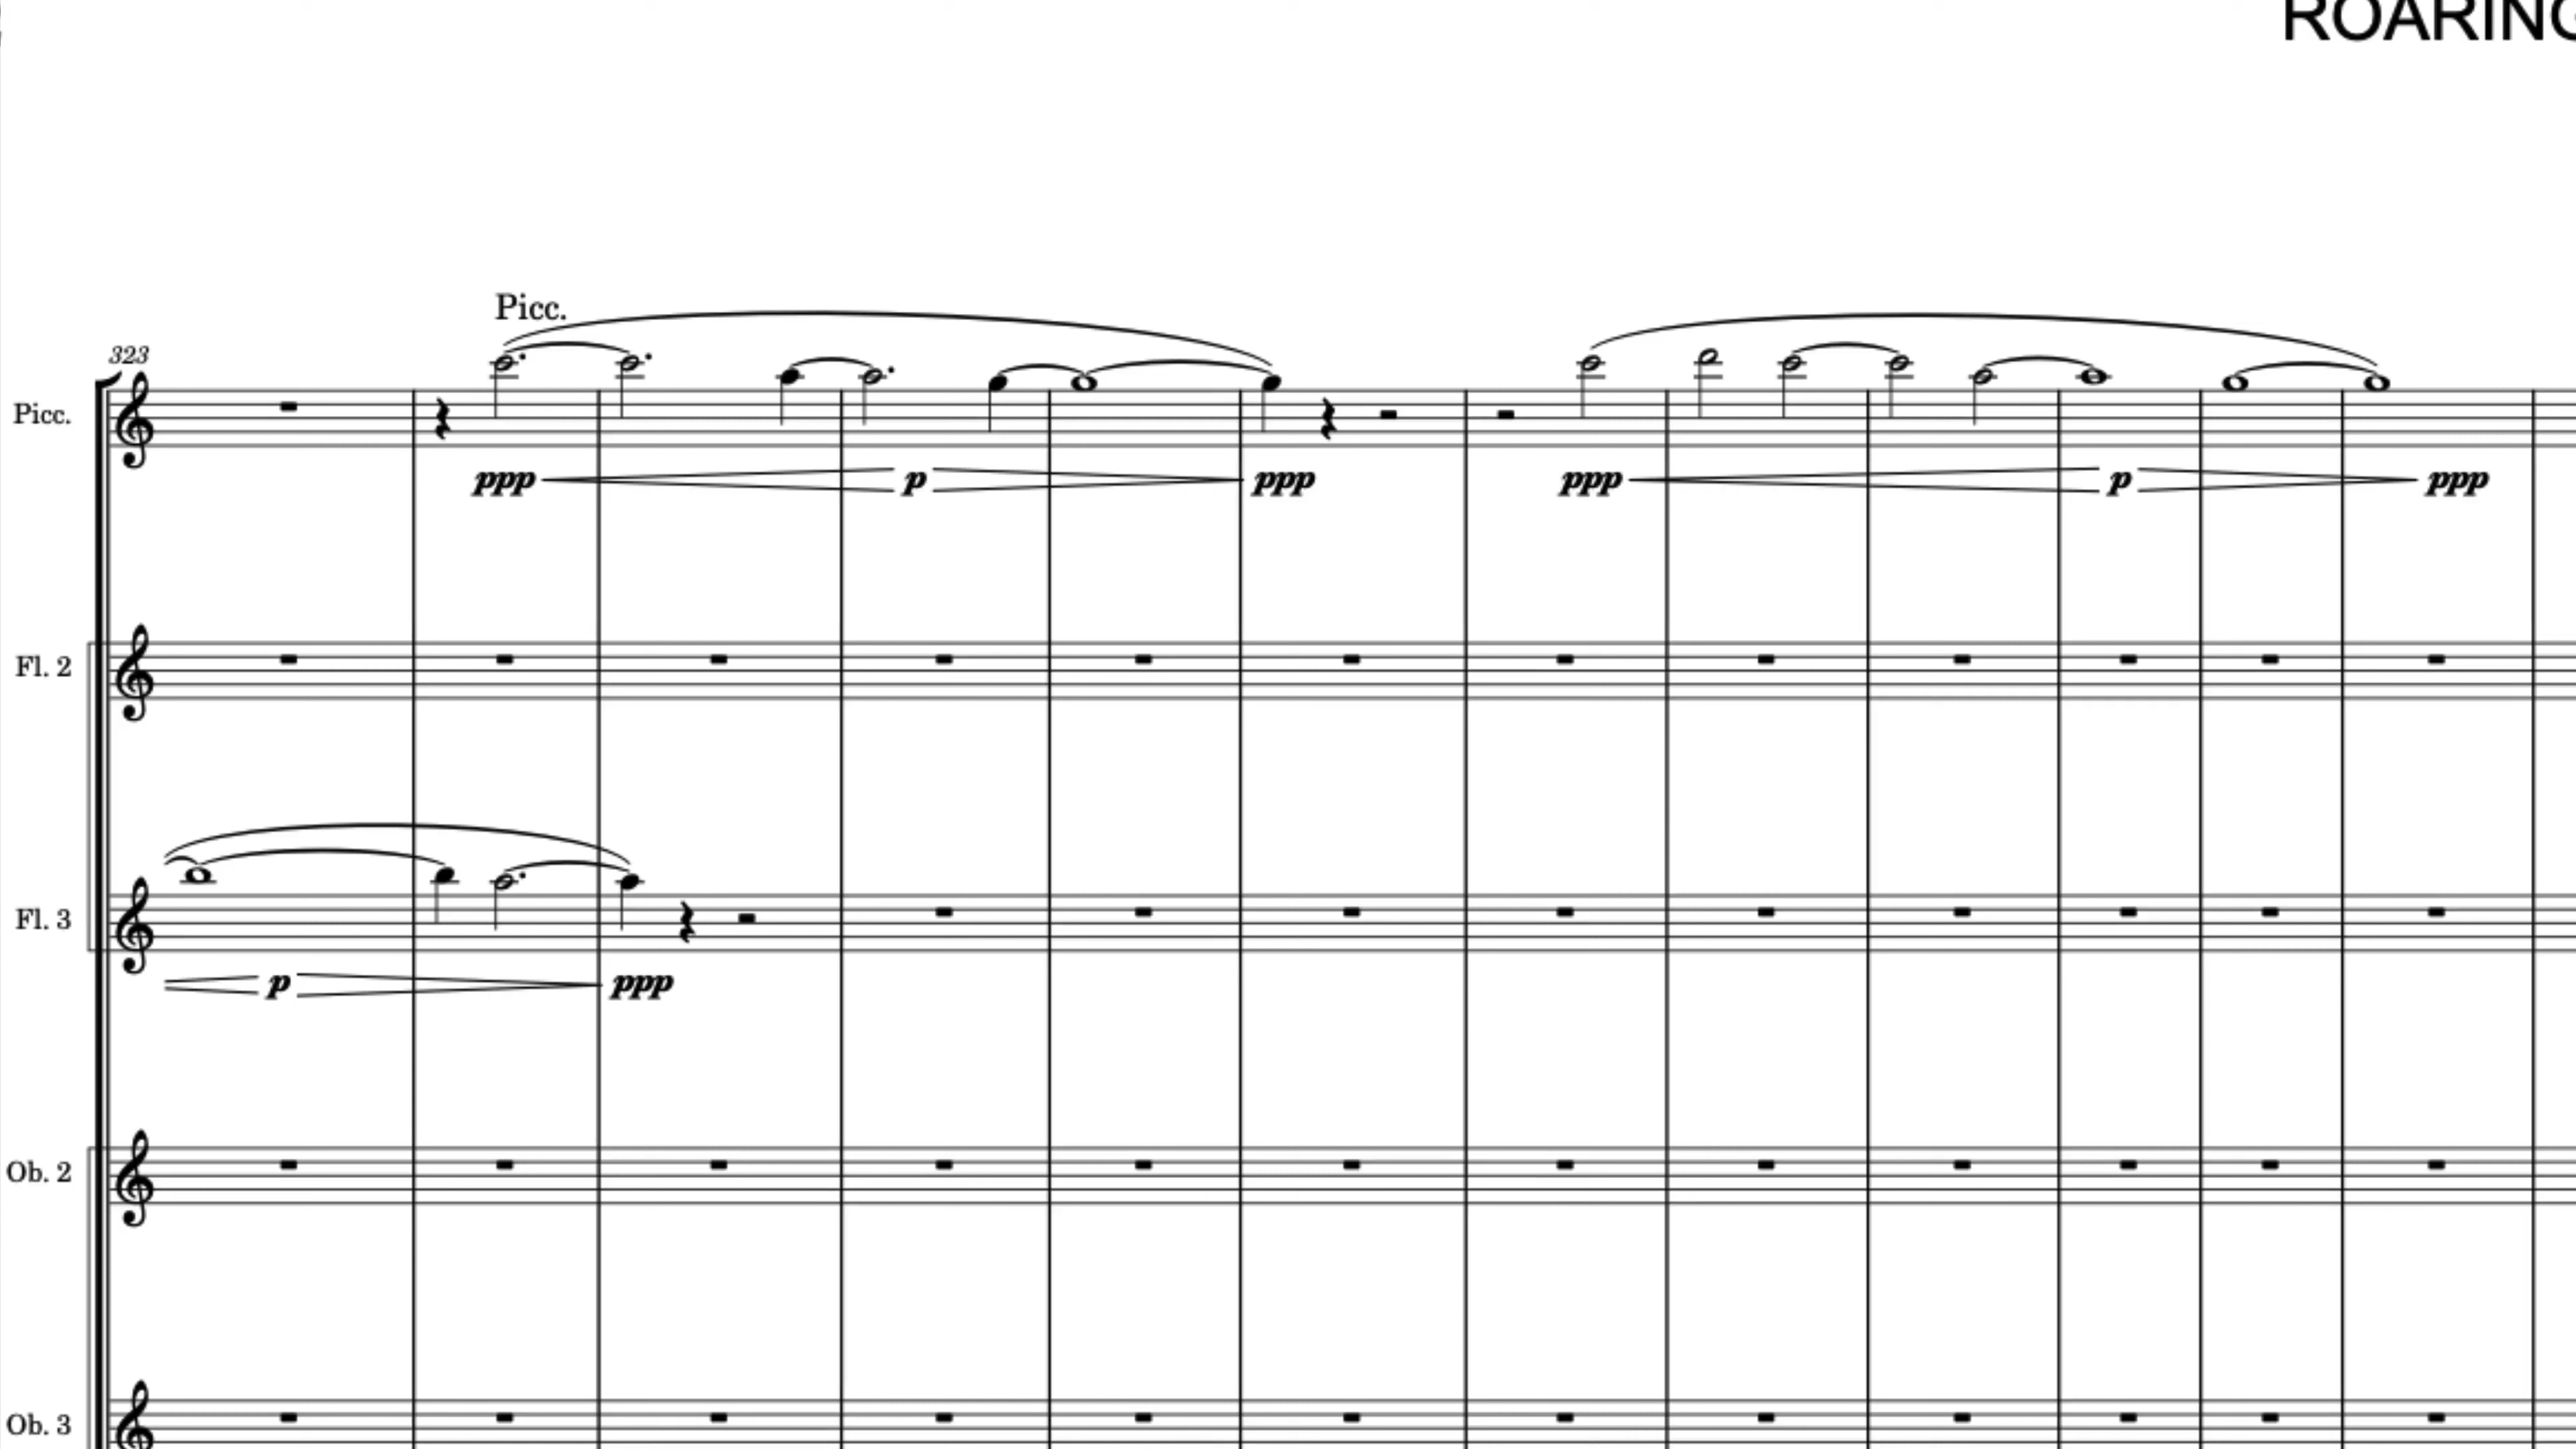 ROARING
Picc.
323
Picc.
ppp p ppp ppp p ppp
Fl. 2
Fl. 3
p ppp
Ob. 2
Ob. 3